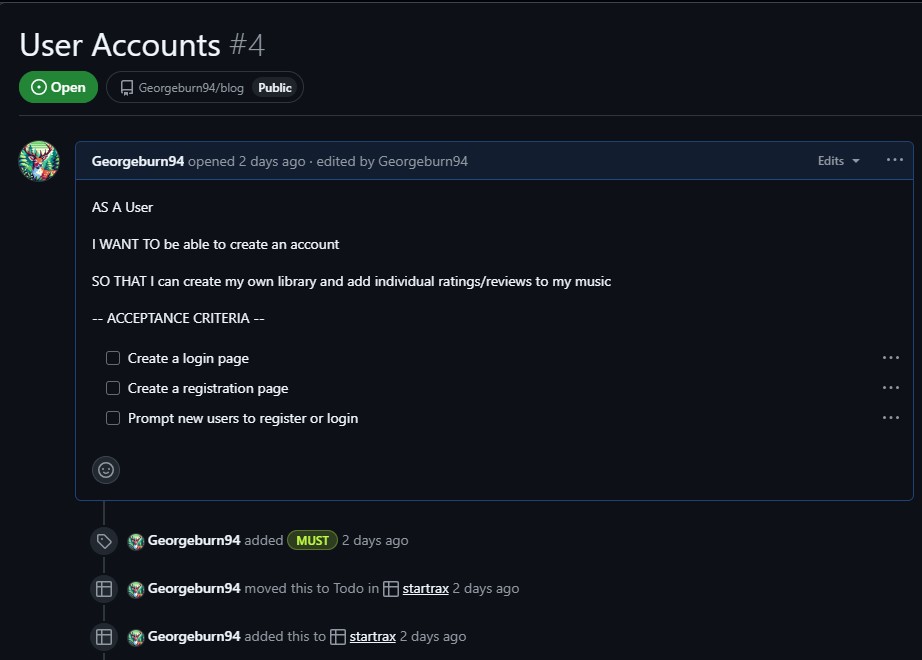 User Accounts #4
Open Georgeburn94/blog Public
Georgeburn94 opened 2 days ago · edited by Georgeburn94 Edits
AS A User
I WANT TO be able to create an account
SO THAT I can create my own library and add individual ratings/reviews to my music
-- ACCEPTANCE CRITERIA --
Create a login page
Create a registration page
Prompt new users to register or login
Georgeburn94 added MUST 2 days ago
Georgeburn94 moved this to Todo in startrax 2 days ago
Georgeburn94 added this to startrax 2 days ago